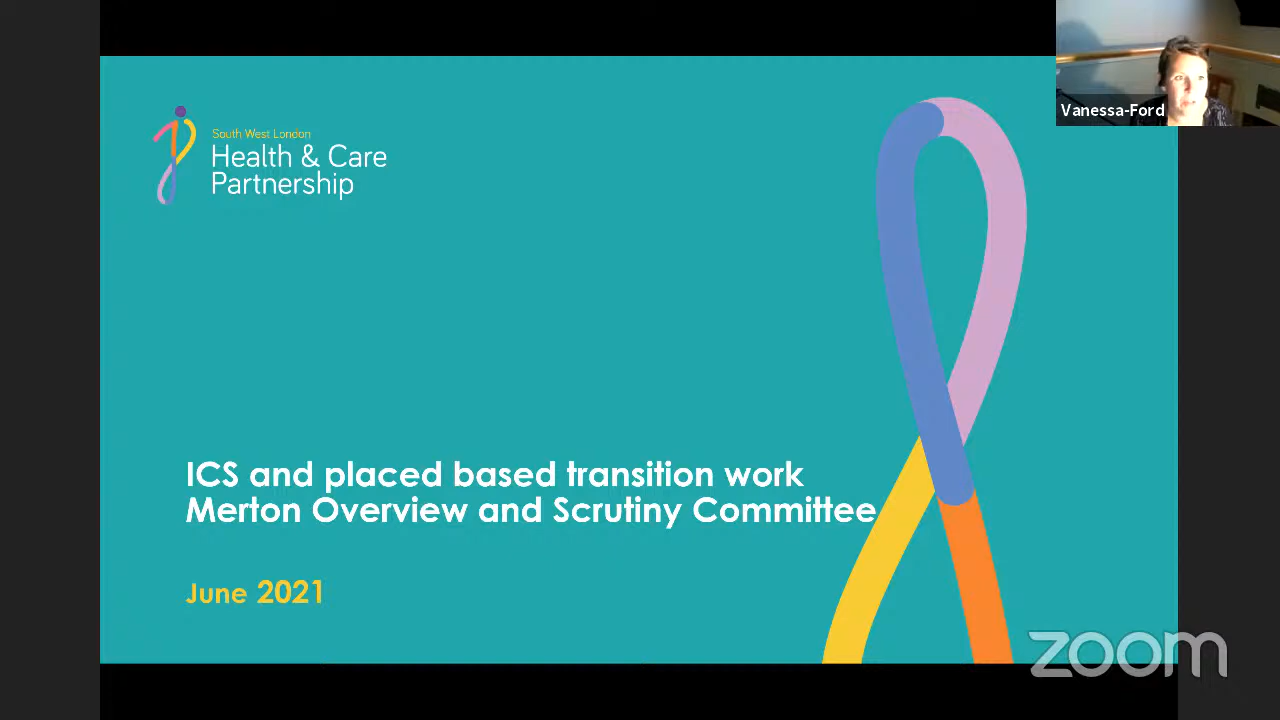 South West London
Health & Care
Partnership
Vanessa-Ford
ICS and placed based transition work
Merton Overview and Scrutiny Committee
June 2021
zoom